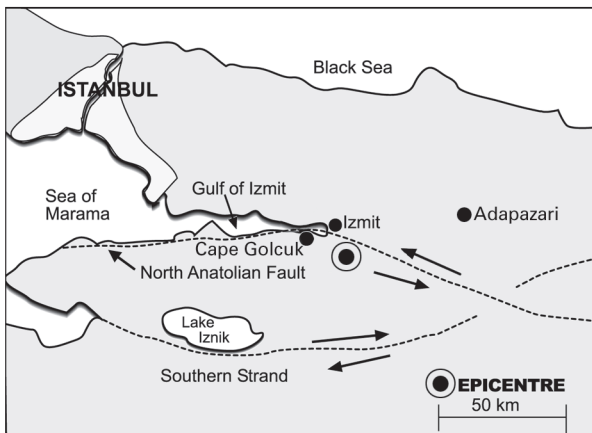 Black Sea
ISTANBUL
Gulf of Izmit
Sea of
Marama
Izmit
Adapazari
Cape Golcuk
North Anatolian Fault
Lake
Iznik
Southern Strand
EPICENTRE
50 km